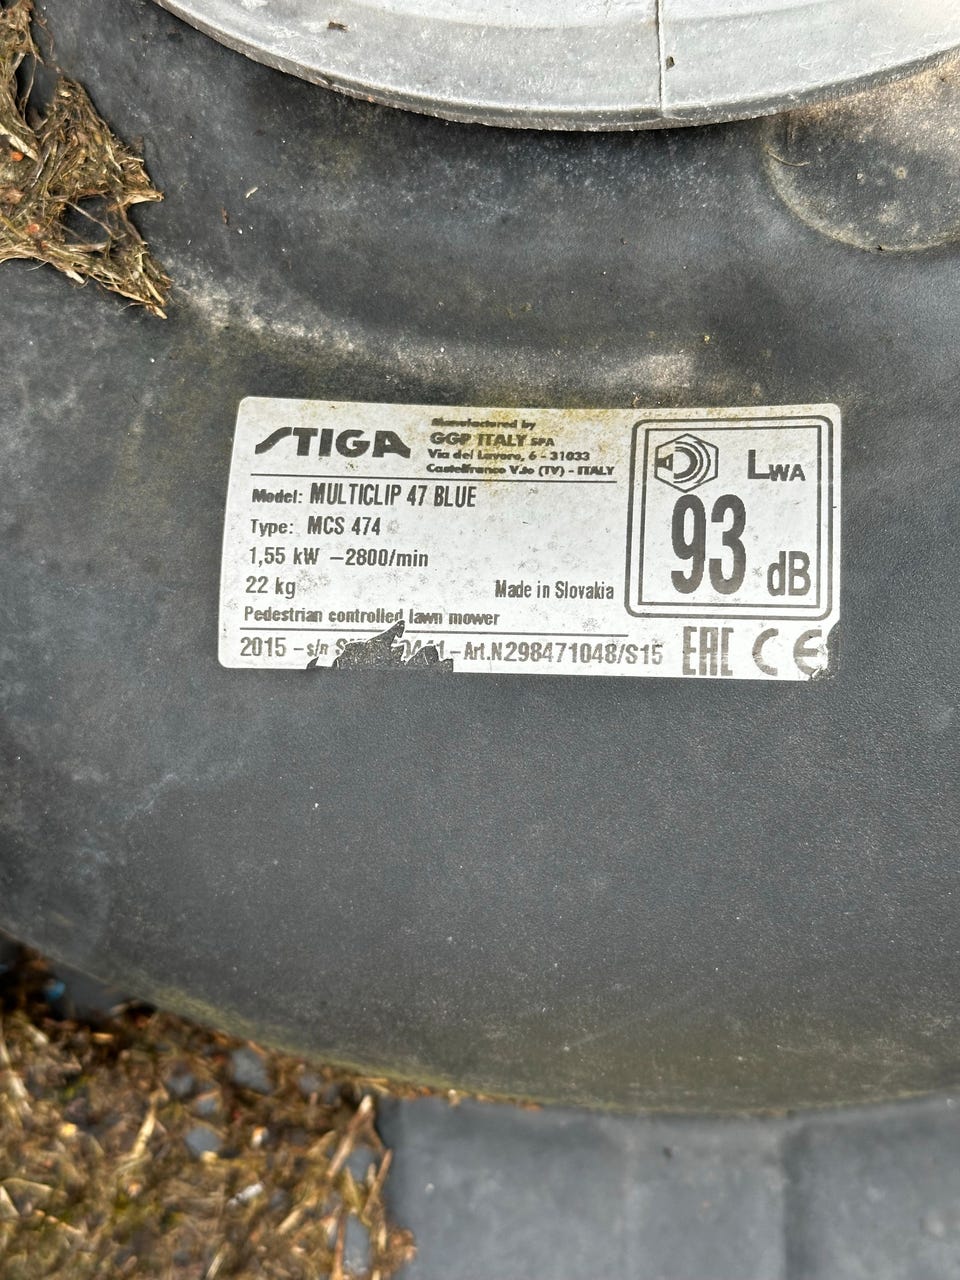 STIGA
Manufactured by
GGP ITALY SPA
Via del Lavoro, 6 - 31033
Castelfranco V.to (TV) - ITALY
Model: MULTICLIP 47 BLUE
Type: MCS 474
1,55 kW –2800/min
22 kg
Made in Slovakia
Pedestrian controlled lawn mower
2015 –s/n –Art.N298471048/S15
LWA
93 dB
EAC CE